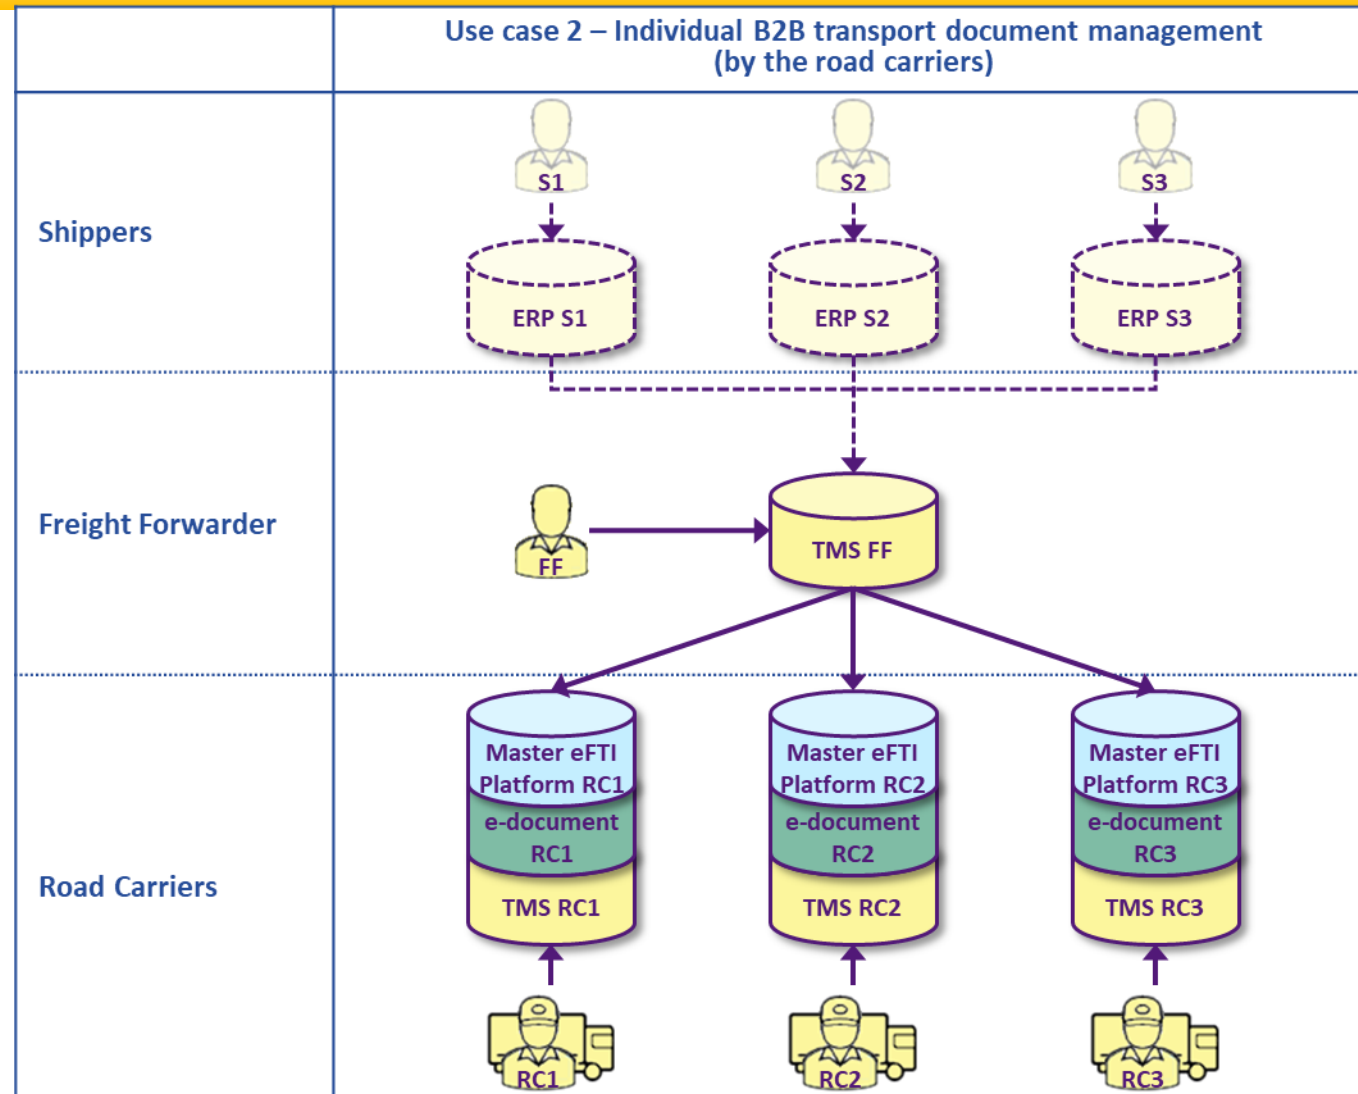 Use case 2 – Individual B2B transport document management
(by the road carriers)
S1
S2
S3
Shippers
ERP S1
ERP S2
ERP S3
Freight Forwarder
FF
TMS FF
Master eFTI
Platform RC1
Master eFTI
Platform RC2
Master eFTI
Platform RC3
e-document
RC1
e-document
RC2
e-document
RC3
Road Carriers
TMS RC1
TMS RC2
TMS RC3
RC1
RC2
RC3